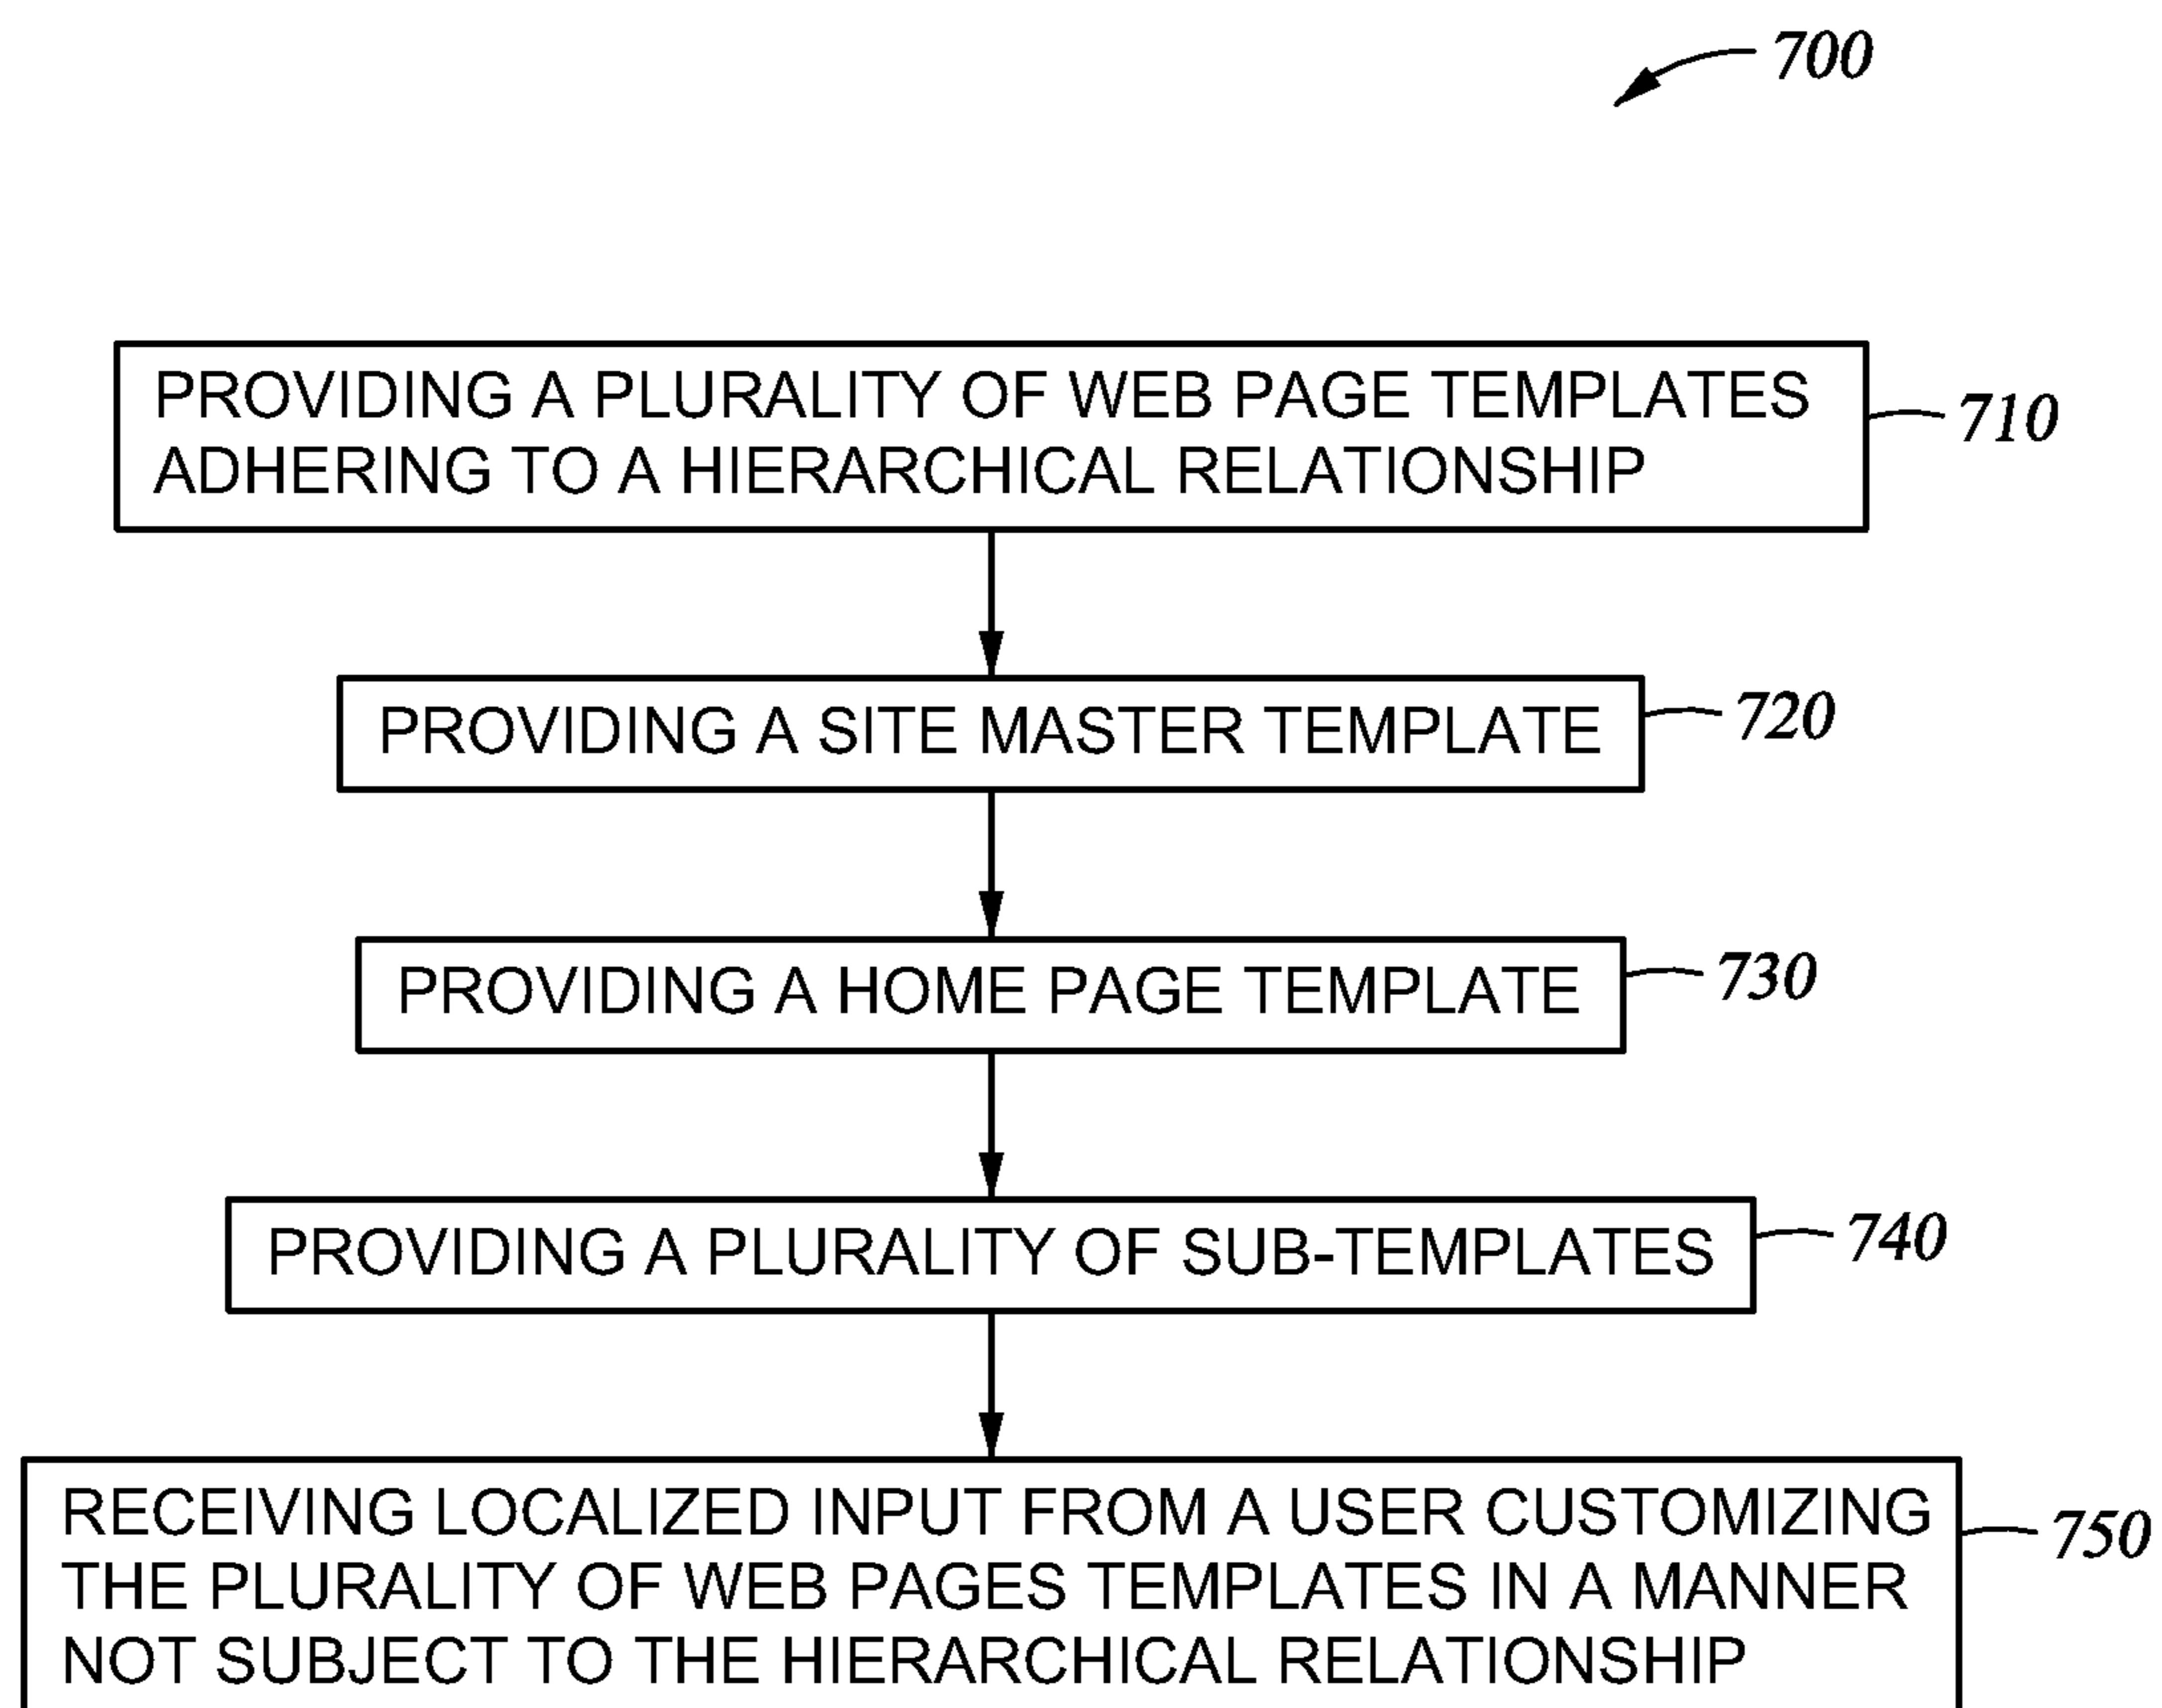 700
PROVIDING A PLURALITY OF WEB PAGE TEMPLATES
ADHERING TO A HIERARCHICAL RELATIONSHIP
710
PROVIDING A SITE MASTER TEMPLATE
720
PROVIDING A HOME PAGE TEMPLATE
730
PROVIDING A PLURALITY OF SUB-TEMPLATES
740
RECEIVING LOCALIZED INPUT FROM A USER CUSTOMIZING
THE PLURALITY OF WEB PAGES TEMPLATES IN A MANNER
NOT SUBJECT TO THE HIERARCHICAL RELATIONSHIP
750